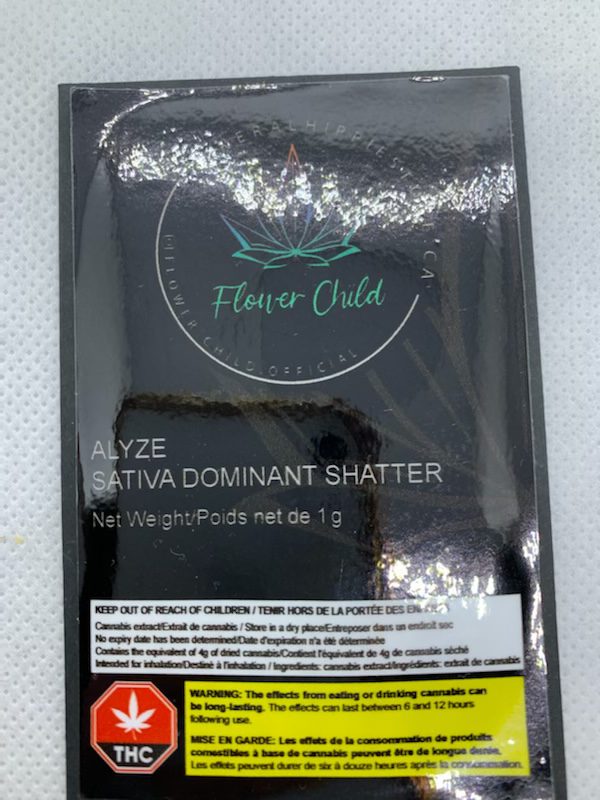 Flower Child
FLOWER CHILD.OFFICIAL
ALYZE
SATIVA DOMINANT SHATTER
Net Weight/Poids net de 1 g
KEEP OUT OF REACH OF CHILDREN / TENIR HORS DE LA PORTÉE DES
Cannabis extract/Extrait de cannabis / Store in a dry place/Entreposer dans un endroit sec
No expiry date has been determined/Date d'expiration n'a été déterminée
Contains the equivalent of 4g of dried cannabis/Contient l'équivalent de 4g de cannabis séché
Intended for inhalation/Destiné à l'inhalation / Ingredients: cannabis extract/Ingrédients: extrait de cannabis
THC
WARNING: The effects from eating or drinking cannabis can
be long-lasting. The effects can last between 6 and 12 hours
following use.
MISE EN GARDE: Les effets de la consommation de produits
comestibles à base de cannabis peuvent être de longue durée.
Les effets peuvent durer de six à douze heures après la consommation.